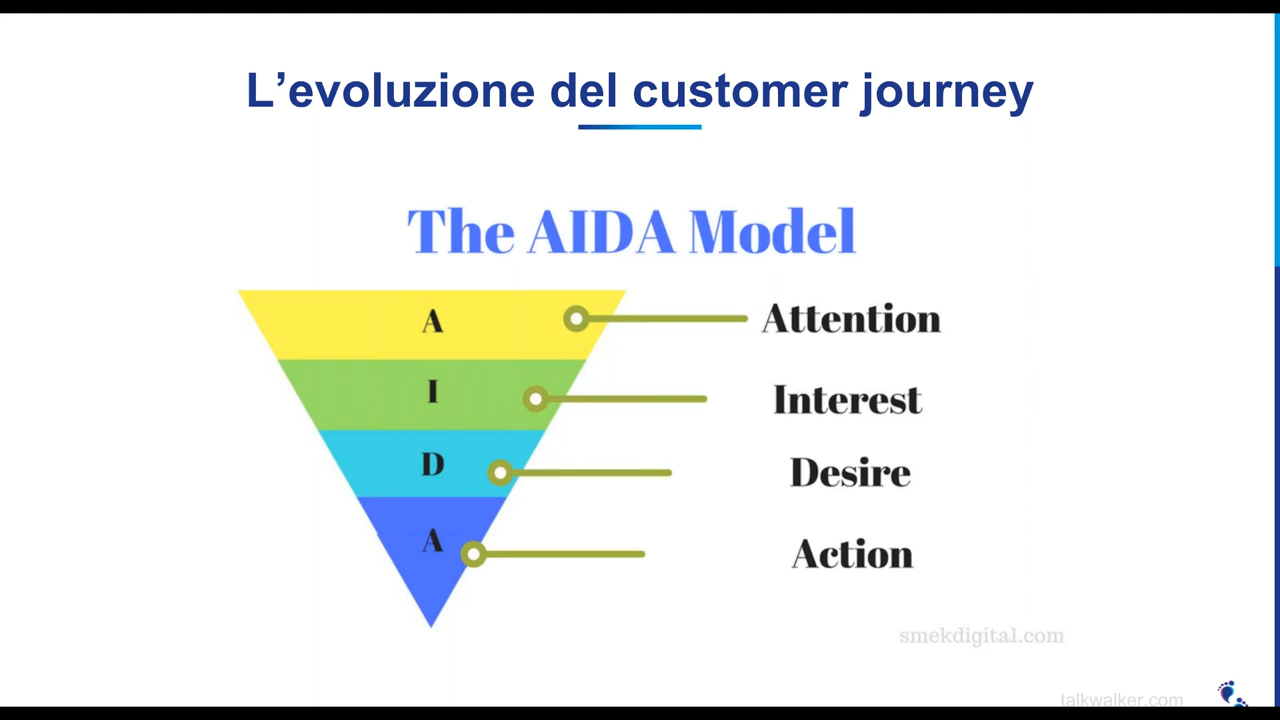 L’evoluzione del customer journey
The AIDA Model
A
Attention
I
Interest
D
Desire
A
Action
smekdigital.com
talkwalker.com